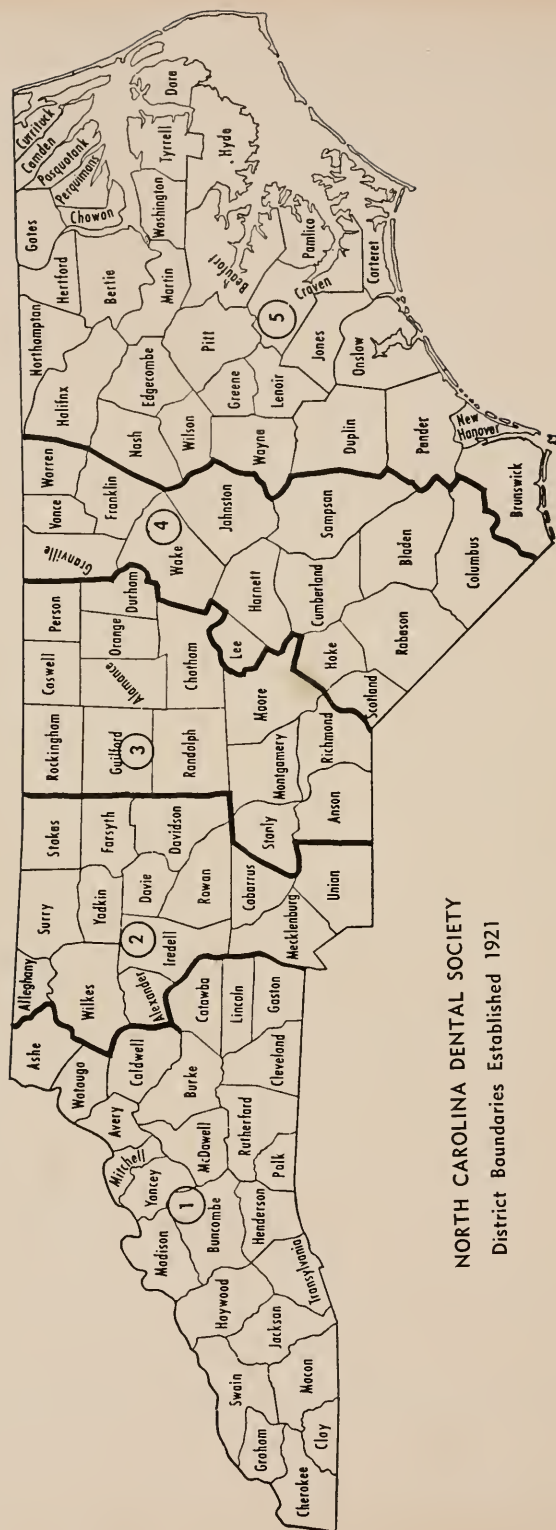 Cherokee
Graham
Clay
Swain
Macon
Jackson
Haywood
Transylvania
Madison
Buncombe
Henderson
Yancey
1
Mitchell
Avery
McDowell
Rutherford
Polk
Ashe
Watauga
Caldwell
Burke
Cleveland
Catawba
Lincoln
Gaston
Alleghany
Wilkes
Alexander
Surry
Yadkin
2
Iredell
Davie
Rowan
Cabarrus
Mecklenburg
Union
Stokes
Forsyth
Davidson
Stanly
Anson
Rockingham
Guilford
3
Randolph
Montgomery
Richmond
Caswell
Alamance
Chatham
Moore
Person
Orange
Durham
Lee
Hoke
Scotland
Granville
Vance
Warren
Franklin
4
Wake
Johnston
Harnett
Cumberland
Sampson
Robeson
Bladen
Columbus
Brunswick
Northampton
Halifax
Nash
Edgecombe
Wilson
Wayne
Greene
Lenoir
Duplin
Pender
New
Hanover
Onslow
Jones
Hertford
Bertie
Martin
Pitt
5
Beaufort
Craven
Pamlico
Carteret
Gates
Chowan
Perquimans
Pasquotank
Camden
Currituck
Washington
Tyrrell
Dare
Hyde
NORTH CAROLINA DENTAL SOCIETY
District Boundaries Established 1921